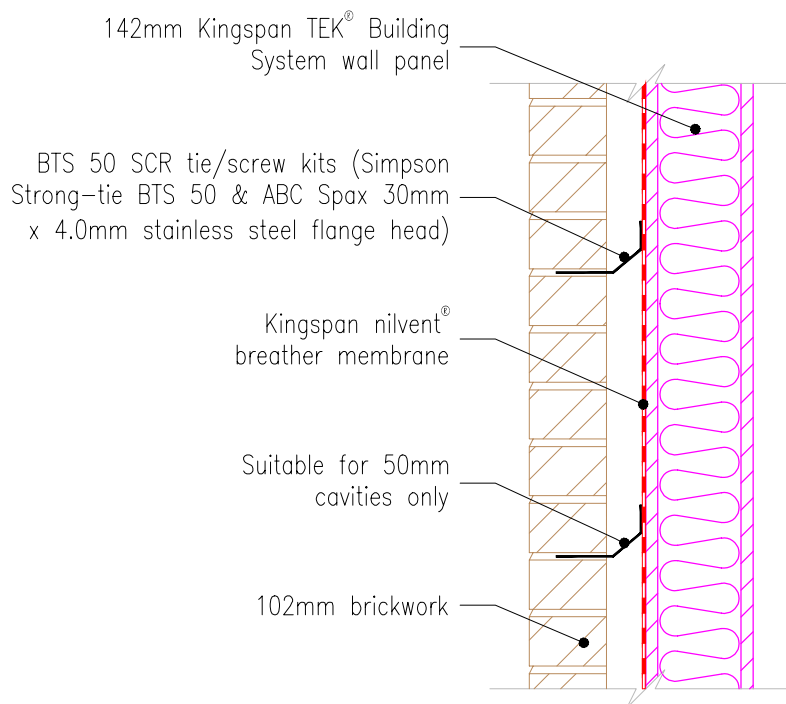 142mm Kingspan TEK® Building
System wall panel
BTS 50 SCR tie/screw kits (Simpson
Strong-tie BTS 50 & ABC Spax 30mm
x 4.0mm stainless steel flange head)
Kingspan nilvent®
breather membrane
Suitable for 50mm
cavities only
102mm brickwork